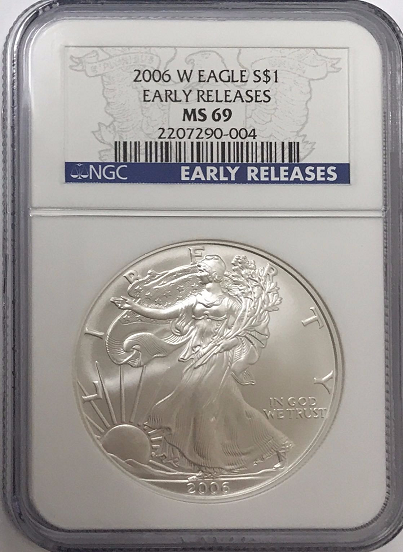 2006 W EAGLE S$1
EARLY RELEASES
MS 69
2207290-004
NGC EARLY RELEASES
LIBERTY
IN GOD
WE TRUST
2006